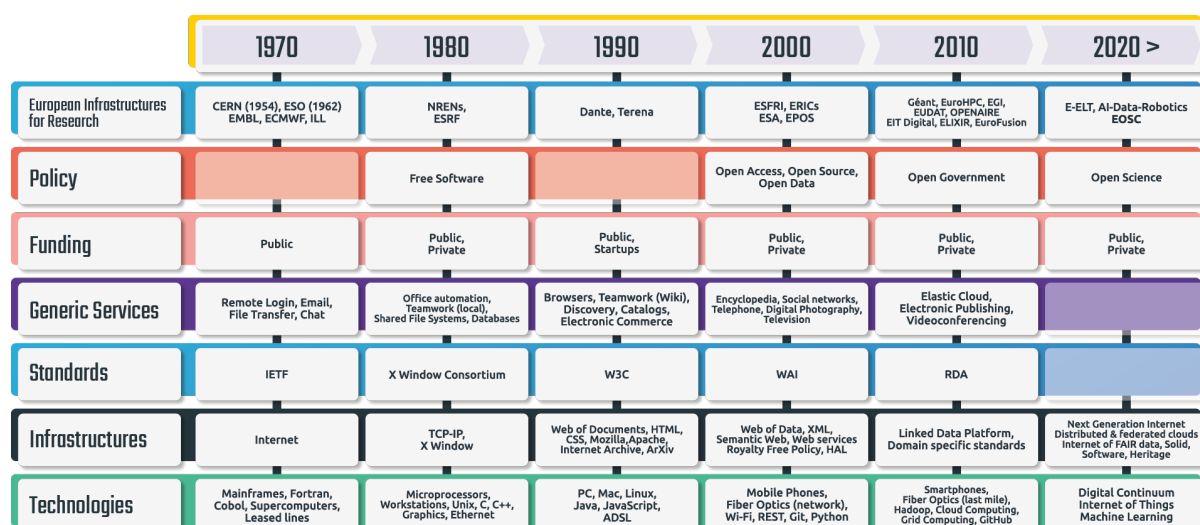 1970
1980
1990
2000
2010
2020 >
European Infrastructures
for Research
CERN (1954), ESO (1962)
EMBL, ECMWF, ILL
NRENs,
ESRF
Dante, Terena
ESFRI, ERICs
ESA, EPOS
Géant, EuroHPC, EGI,
EUDAT, OPENAIRE
EIT Digital, ELIXIR, EuroFusion
E-ELT, AI-Data-Robotics
EOSC
Policy
Free Software
Open Access, Open Source,
Open Data
Open Government
Open Science
Funding
Public
Public,
Private
Public,
Startups
Public,
Private
Public,
Private
Public,
Private
Generic Services
Remote Login, Email,
File Transfer, Chat
Office automation,
Teamwork (local),
Shared File Systems, Databases
Browsers, Teamwork (Wiki),
Discovery, Catalogs,
Electronic Commerce
Encyclopedia, Social networks,
Telephone, Digital Photography,
Television
Elastic Cloud,
Electronic Publishing,
Videoconferencing
Standards
IETF
X Window Consortium
W3C
WAI
RDA
Infrastructures
Internet
TCP-IP,
X Window
Web of Documents, HTML,
CSS, Mozilla,Apache,
Internet Archive, ArXiv
Web of Data, XML,
Semantic Web, Web services
Royalty Free Policy, HAL
Linked Data Platform,
Domain specific standards
Next Generation Internet
Distributed & federated clouds
Internet of FAIR data, Solid,
Software, Heritage
Technologies
Mainframes, Fortran,
Cobol, Supercomputers,
Leased lines
Microprocessors,
Workstations, Unix, C, C++,
Graphics, Ethernet
PC, Mac, Linux,
Java, JavaScript,
ADSL
Mobile Phones,
Fiber Optics (network),
Wi-Fi, REST, Git, Python
Smartphones,
Fiber Optics (last mile),
Hadoop, Cloud Computing,
Grid Computing, GitHub
Digital Continuum
Internet of Things
Machine Learning